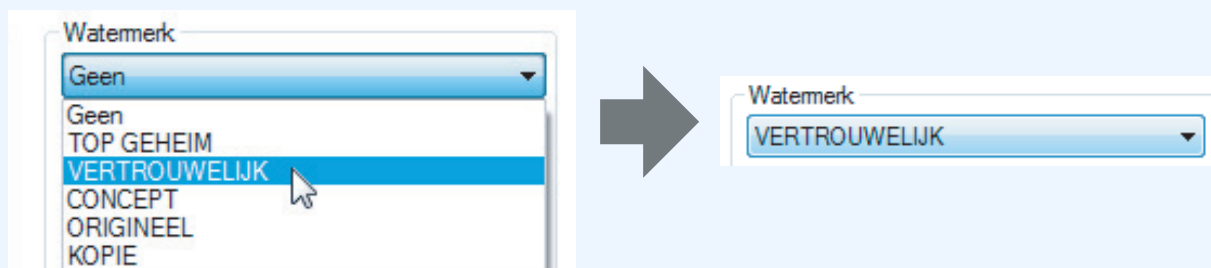 Watermerk
Geen
Geen
TOP GEHEIM
VERTROUWELIJK
CONCEPT
ORIGINEEL
KOPIE
Watermerk
VERTROUWELIJK